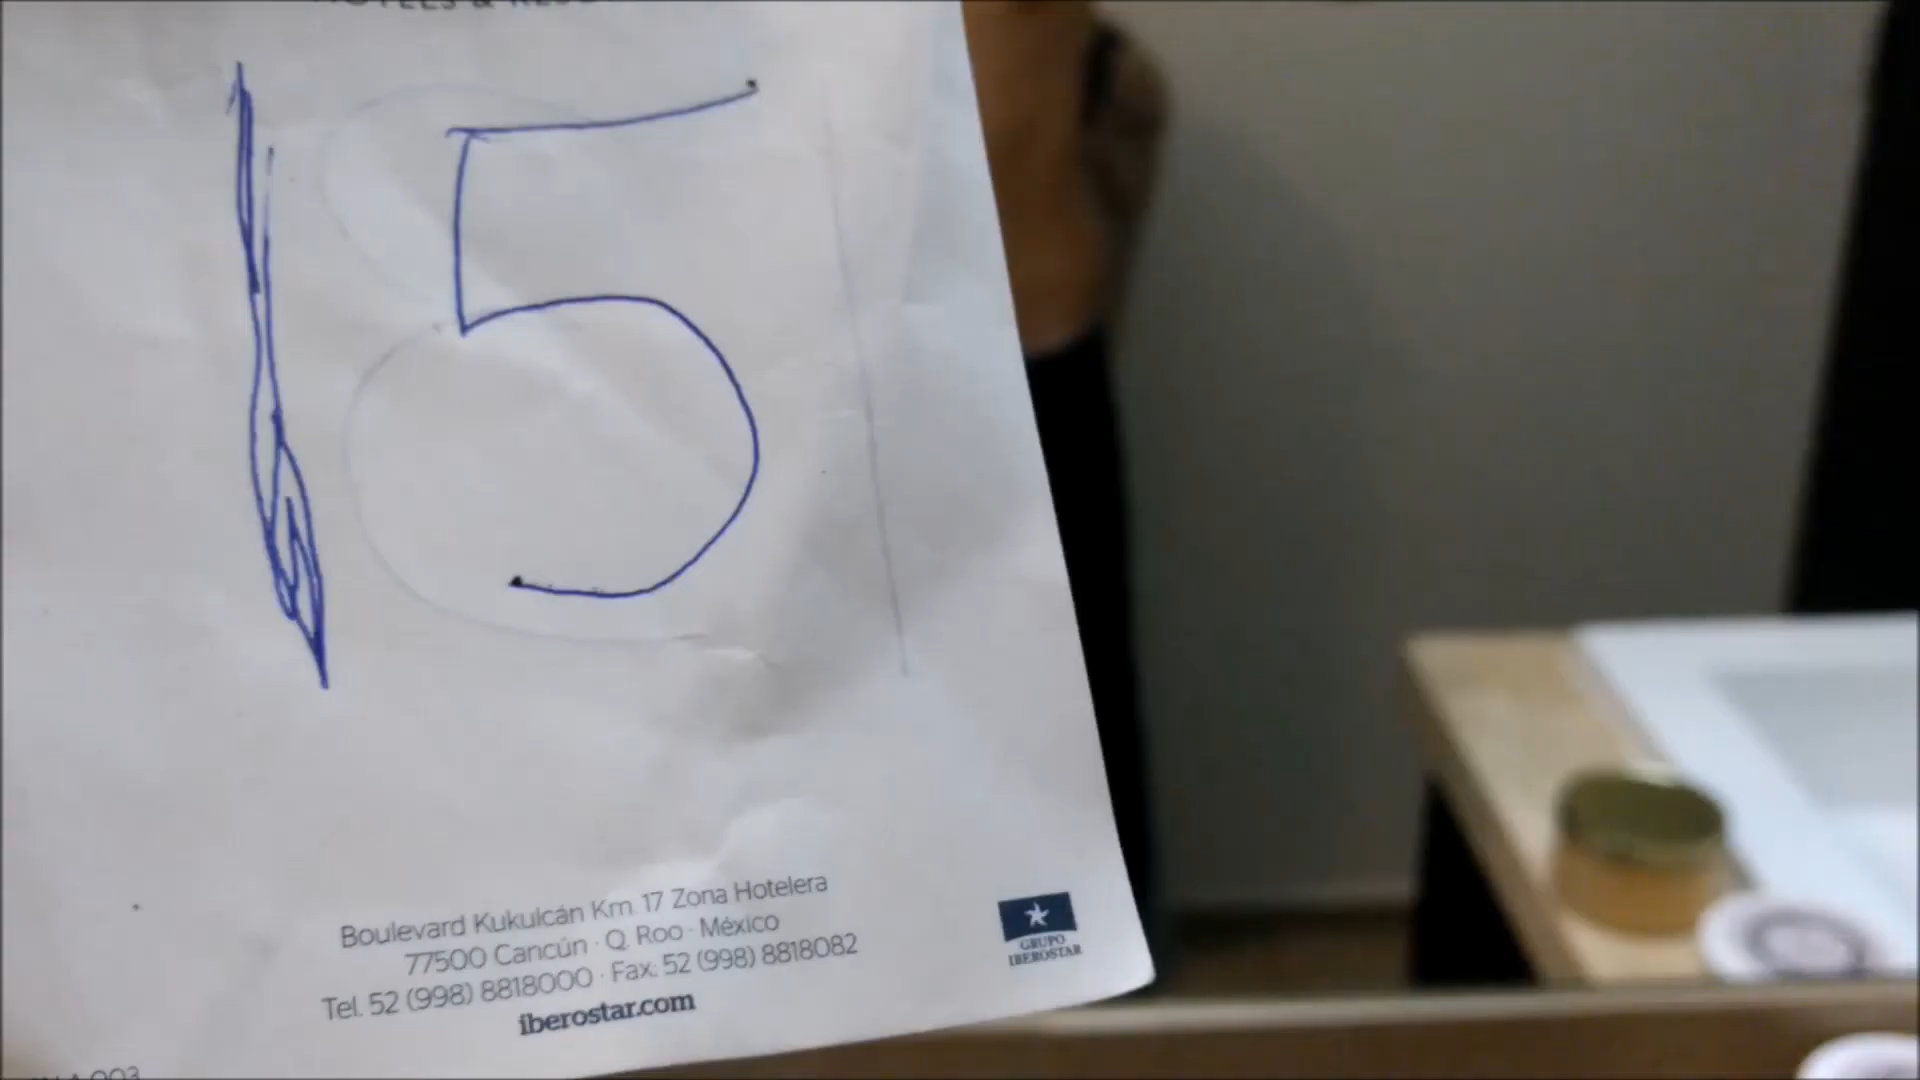 15
Boulevard Kukulcán Km. 17 Zona Hotelera
77500 Cancún · Q. Roo · México
Tel. 52 (998) 8818000 · Fax: 52 (998) 8818082
iberostar.com
GRUPO
IBEROSTAR